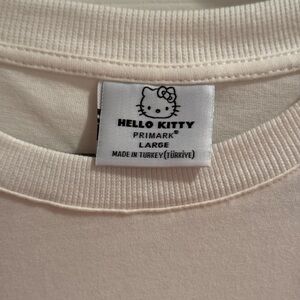 HELLO KITTY
PRIMARK®
LARGE
MADE IN TURKEY (TÜRKİYE)